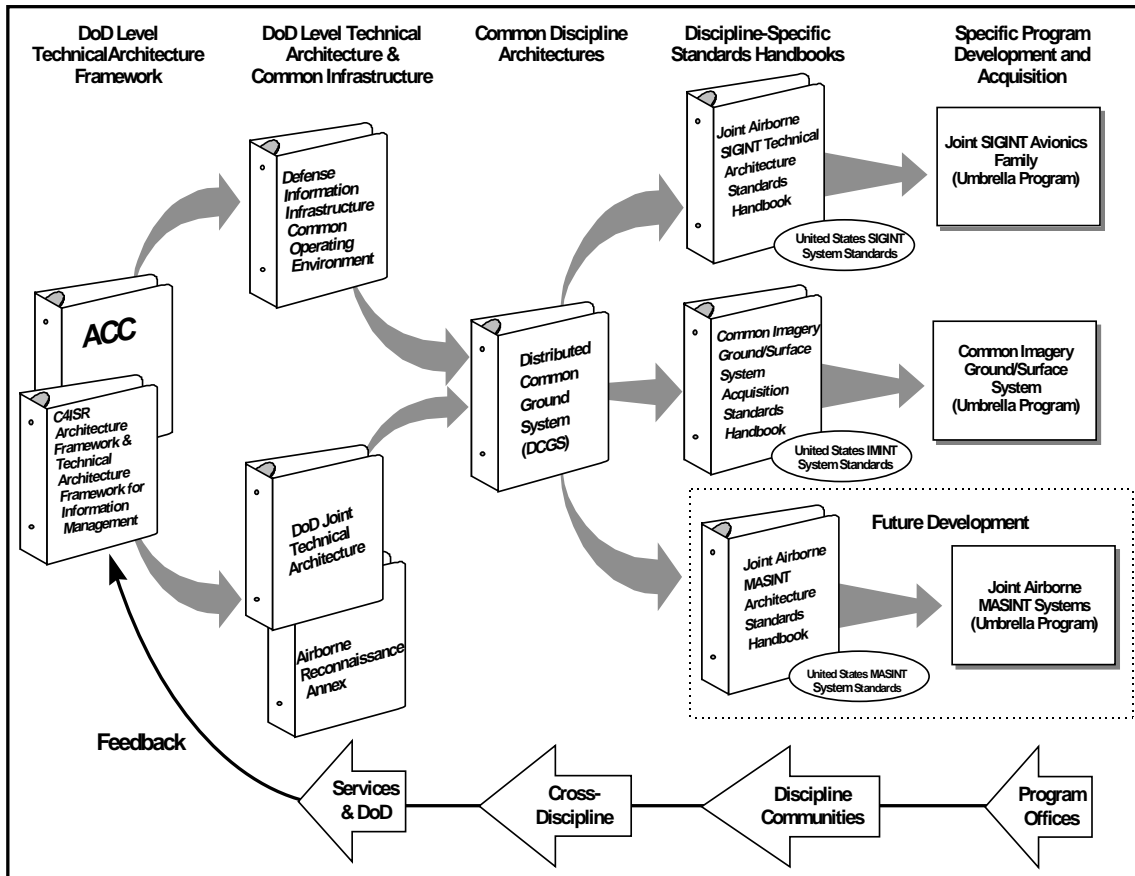 DoD Level
TechnicalArchitecture
Framework
DoD Level Technical
Architecture &
Common Infrastructure
Common Discipline
Architectures
Discipline-Specific
Standards Handbooks
Specific Program
Development and
Acquisition
ACC
C4ISR
Architecture
Framework &
Technical
Architecture
Framework for
Information
Management
Defense
Information
Infrastructure
Common
Operating
Environment
DoD Joint
Technical
Architecture
Airborne
Reconnaissance
Annex
Distributed
Common
Ground
System
(DCGS)
Joint Airborne
SIGINT Technical
Architecture
Standards
Handbook
United States SIGINT
System Standards
Joint SIGINT Avionics
Family
(Umbrella Program)
Common Imagery
Ground/Surface
System
Acquisition
Standards
Handbook
United States IMINT
System Standards
Common Imagery
Ground/Surface
System
(Umbrella Program)
Future Development
Joint Airborne
MASINT
Architecture
Standards
Handbook
United States MASINT
System Standards
Joint Airborne
MASINT Systems
(Umbrella Program)
Feedback
Services
& DoD
Cross-
Discipline
Discipline
Communities
Program
Offices